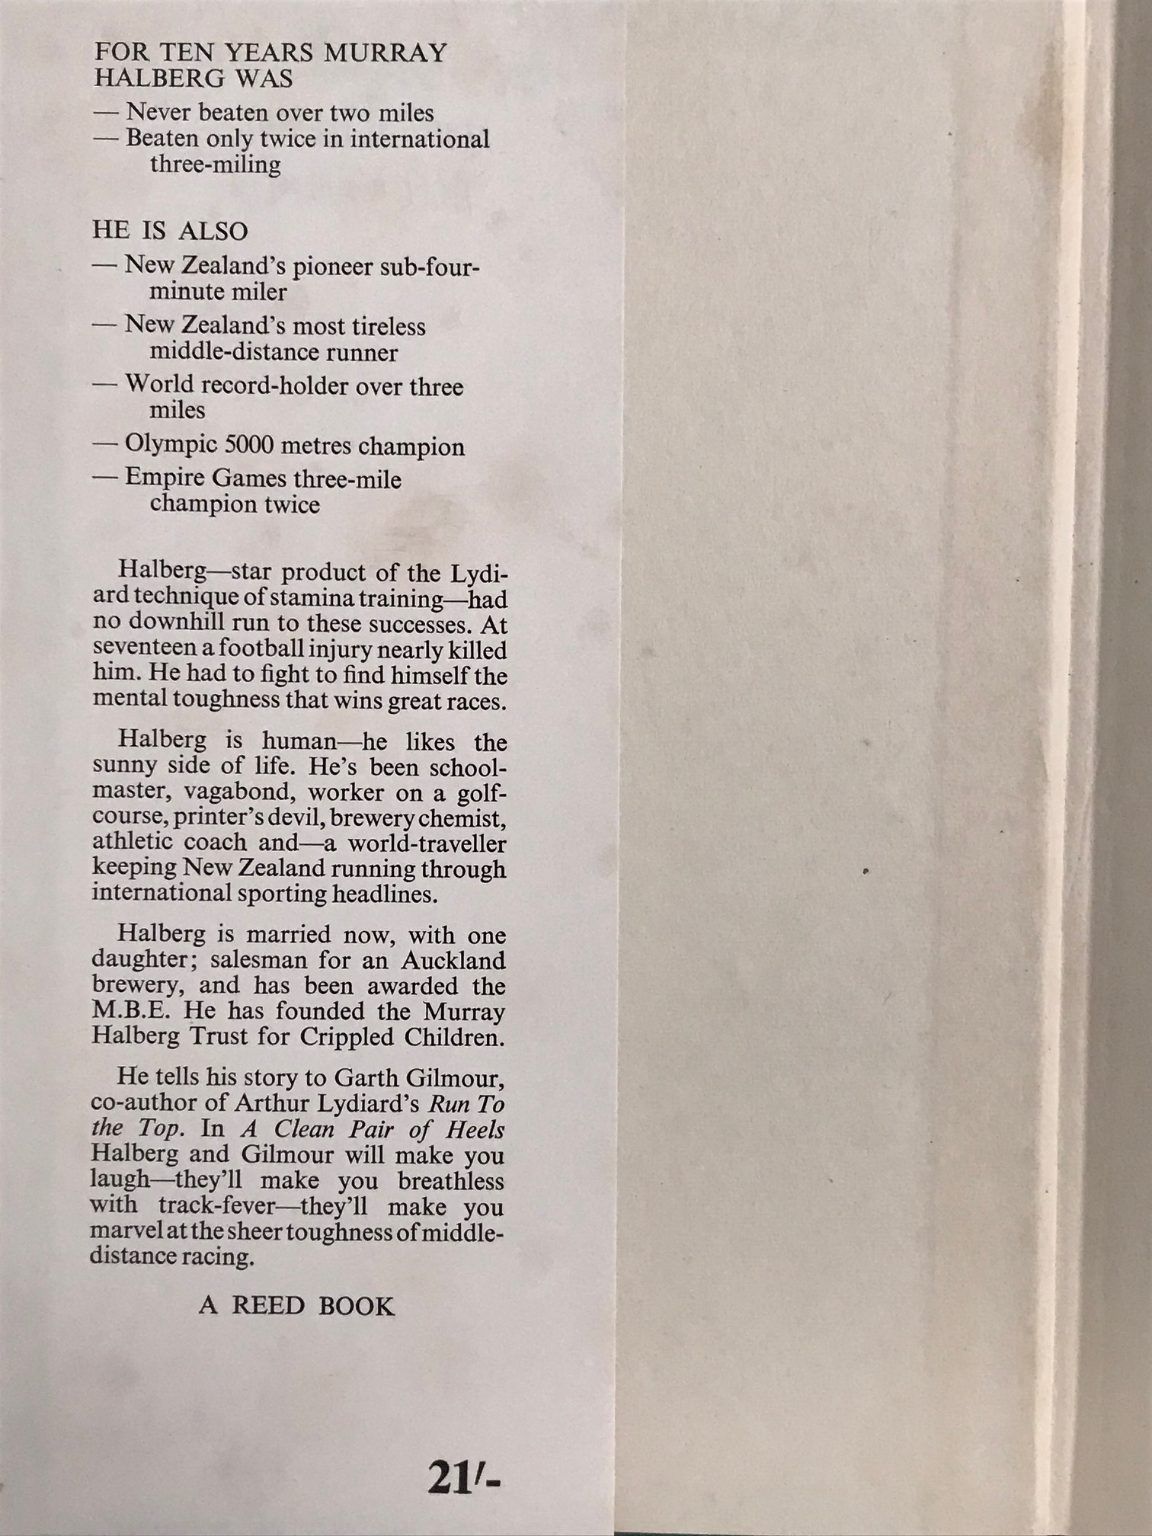 FOR TEN YEARS MURRAY
HALBERG WAS
— Never beaten over two miles
— Beaten only twice in international
three-miling
HE IS ALSO
— New Zealand's pioneer sub-four-
minute miler
— New Zealand's most tireless
middle-distance runner
— World record-holder over three
miles
— Olympic 5000 metres champion
— Empire Games three-mile
champion twice
Halberg—star product of the Lydi-
ard technique of stamina training—had
no downhill run to these successes. At
seventeen a football injury nearly killed
him. He had to fight to find himself the
mental toughness that wins great races.
Halberg is human—he likes the
sunny side of life. He's been school-
master, vagabond, worker on a golf-
course, printer's devil, brewery chemist,
athletic coach and—a world-traveller
keeping New Zealand running through
international sporting headlines.
Halberg is married now, with one
daughter; salesman for an Auckland
brewery, and has been awarded the
M.B.E. He has founded the Murray
Halberg Trust for Crippled Children.
He tells his story to Garth Gilmour,
co-author of Arthur Lydiard's Run To
the Top. In A Clean Pair of Heels
Halberg and Gilmour will make you
laugh—they'll make you breathless
with track-fever—they'll make you
marvel at the sheer toughness of middle-
distance racing.
A REED BOOK
21/-